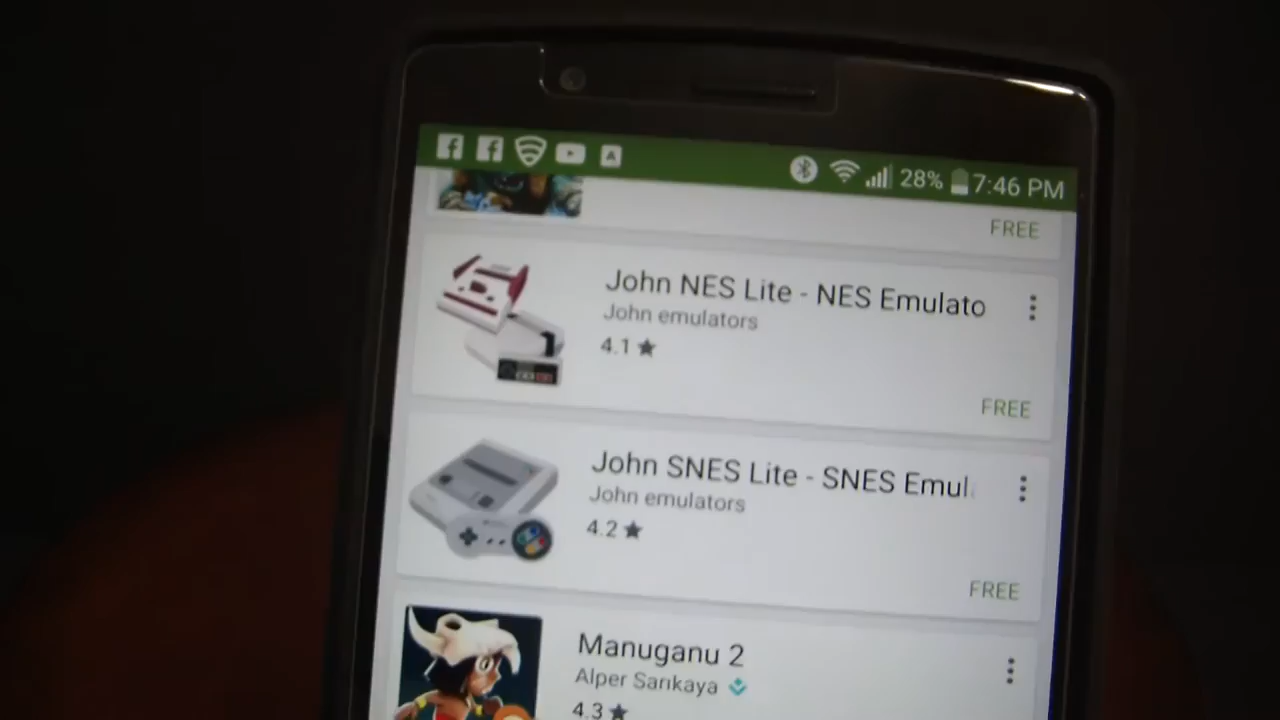 28% 7:46 PM
FREE
John NES Lite - NES Emulato
John emulators
4.1
FREE
John SNES Lite - SNES Emul
John emulators
4.2
FREE
Manuganu 2
Alper Sarıkaya
4.3